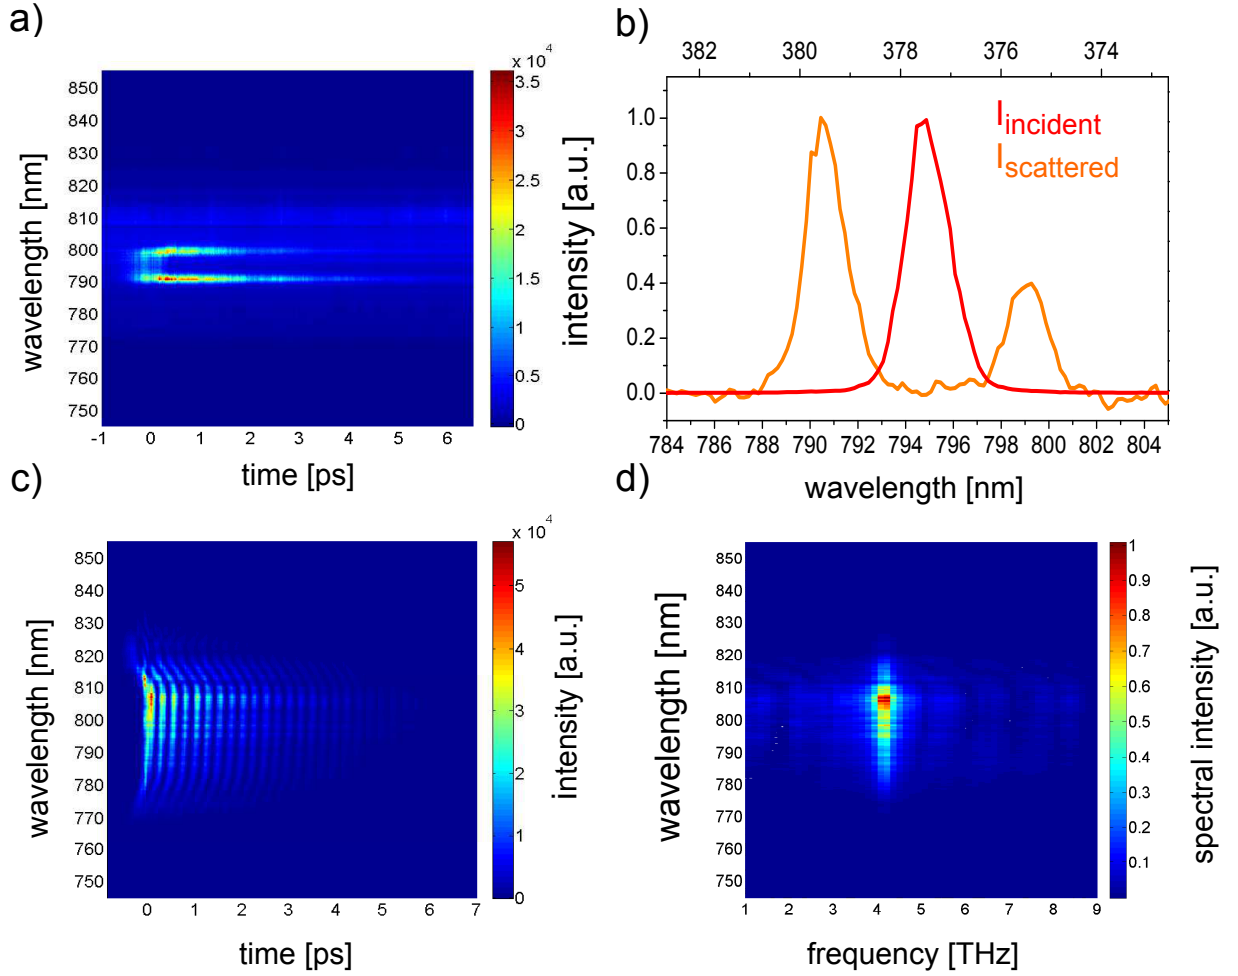 a)
x 10^4
850
840
830
820
810
800
790
780
770
760
750
wavelength [nm]
-1 0 1 2 3 4 5 6
time [ps]
3.5
3
2.5
2
1.5
1
0.5
0
intensity [a.u.]
b)
382 380 378 376 374
1.0
0.8
0.6
0.4
0.2
0.0
I incident
I scattered
784 786 788 790 792 794 796 798 800 802 804
wavelength [nm]
c)
x 10^4
850
840
830
820
810
800
790
780
770
760
750
wavelength [nm]
0 1 2 3 4 5 6 7
time [ps]
5
4
3
2
1
0
intensity [a.u.]
d)
850
840
830
820
810
800
790
780
770
760
750
wavelength [nm]
1 2 3 4 5 6 7 8 9
frequency [THz]
1
0.9
0.8
0.7
0.6
0.5
0.4
0.3
0.2
0.1
spectral intensity [a.u.]